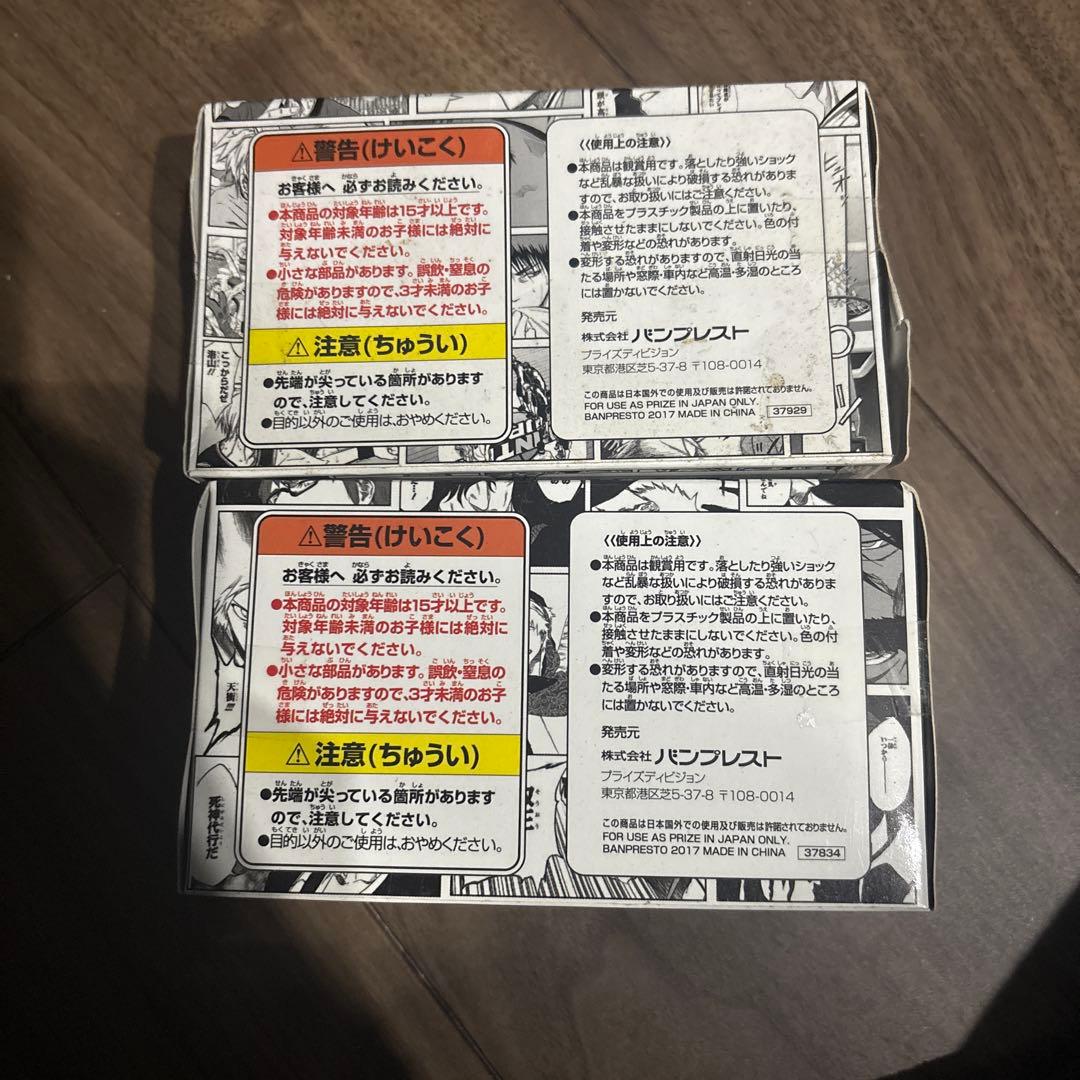 ⚠警告(けいこく)
お客様へ 必ずお読みください。
●本商品の対象年齢は15才以上です。
対象年齢未満のお子様には絶対に
与えないでください。
●小さな部品があります。誤飲・窒息の
危険がありますので、3才未満のお子
様には絶対に与えないでください。
⚠注意(ちゅうい)
●先端が尖っている箇所があります
ので、注意してください。
●目的以外のご使用は、おやめください。
《使用上の注意》
●本商品は観賞用です。落としたり強いショック
など乱暴な扱いにより破損する恐れがありま
すので、お取り扱いにはご注意ください。
●本商品をプラスチック製品の上に置いたり、
接触させたままにしないでください。色の付
着や変形などの恐れがあります。
●変形する恐れがありますので、直射日光の当
たる場所や窓際・車内など高温・多湿のところ
には置かないでください。
発売元
株式会社 バンプレスト
プライズディビジョン
東京都港区芝5-37-8 〒108-0014
この商品は日本国外での使用及び販売は許諾されておりません。
FOR USE AS PRIZE IN JAPAN ONLY.
BANPRESTO 2017 MADE IN CHINA 37929
こっからだぜ
洛山!!
⚠警告(けいこく)
お客様へ 必ずお読みください。
●本商品の対象年齢は15才以上です。
対象年齢未満のお子様には絶対に
与えないでください。
●小さな部品があります。誤飲・窒息の
危険がありますので、3才未満のお子
様には絶対に与えないでください。
⚠注意(ちゅうい)
●先端が尖っている箇所があります
ので、注意してください。
●目的以外のご使用は、おやめください。
《使用上の注意》
●本商品は観賞用です。落としたり強いショック
など乱暴な扱いにより破損する恐れがありま
すので、お取り扱いにはご注意ください。
●本商品をプラスチック製品の上に置いたり、
接触させたままにしないでください。色の付
着や変形などの恐れがあります。
●変形する恐れがありますので、直射日光の当
たる場所や窓際・車内など高温・多湿のところ
には置かないでください。
発売元
株式会社 バンプレスト
プライズディビジョン
東京都港区芝5-37-8 〒108-0014
この商品は日本国外での使用及び販売は許諾されておりません。
FOR USE AS PRIZE IN JAPAN ONLY.
BANPRESTO 2017 MADE IN CHINA 37834
天衝!!!
死神代行だ